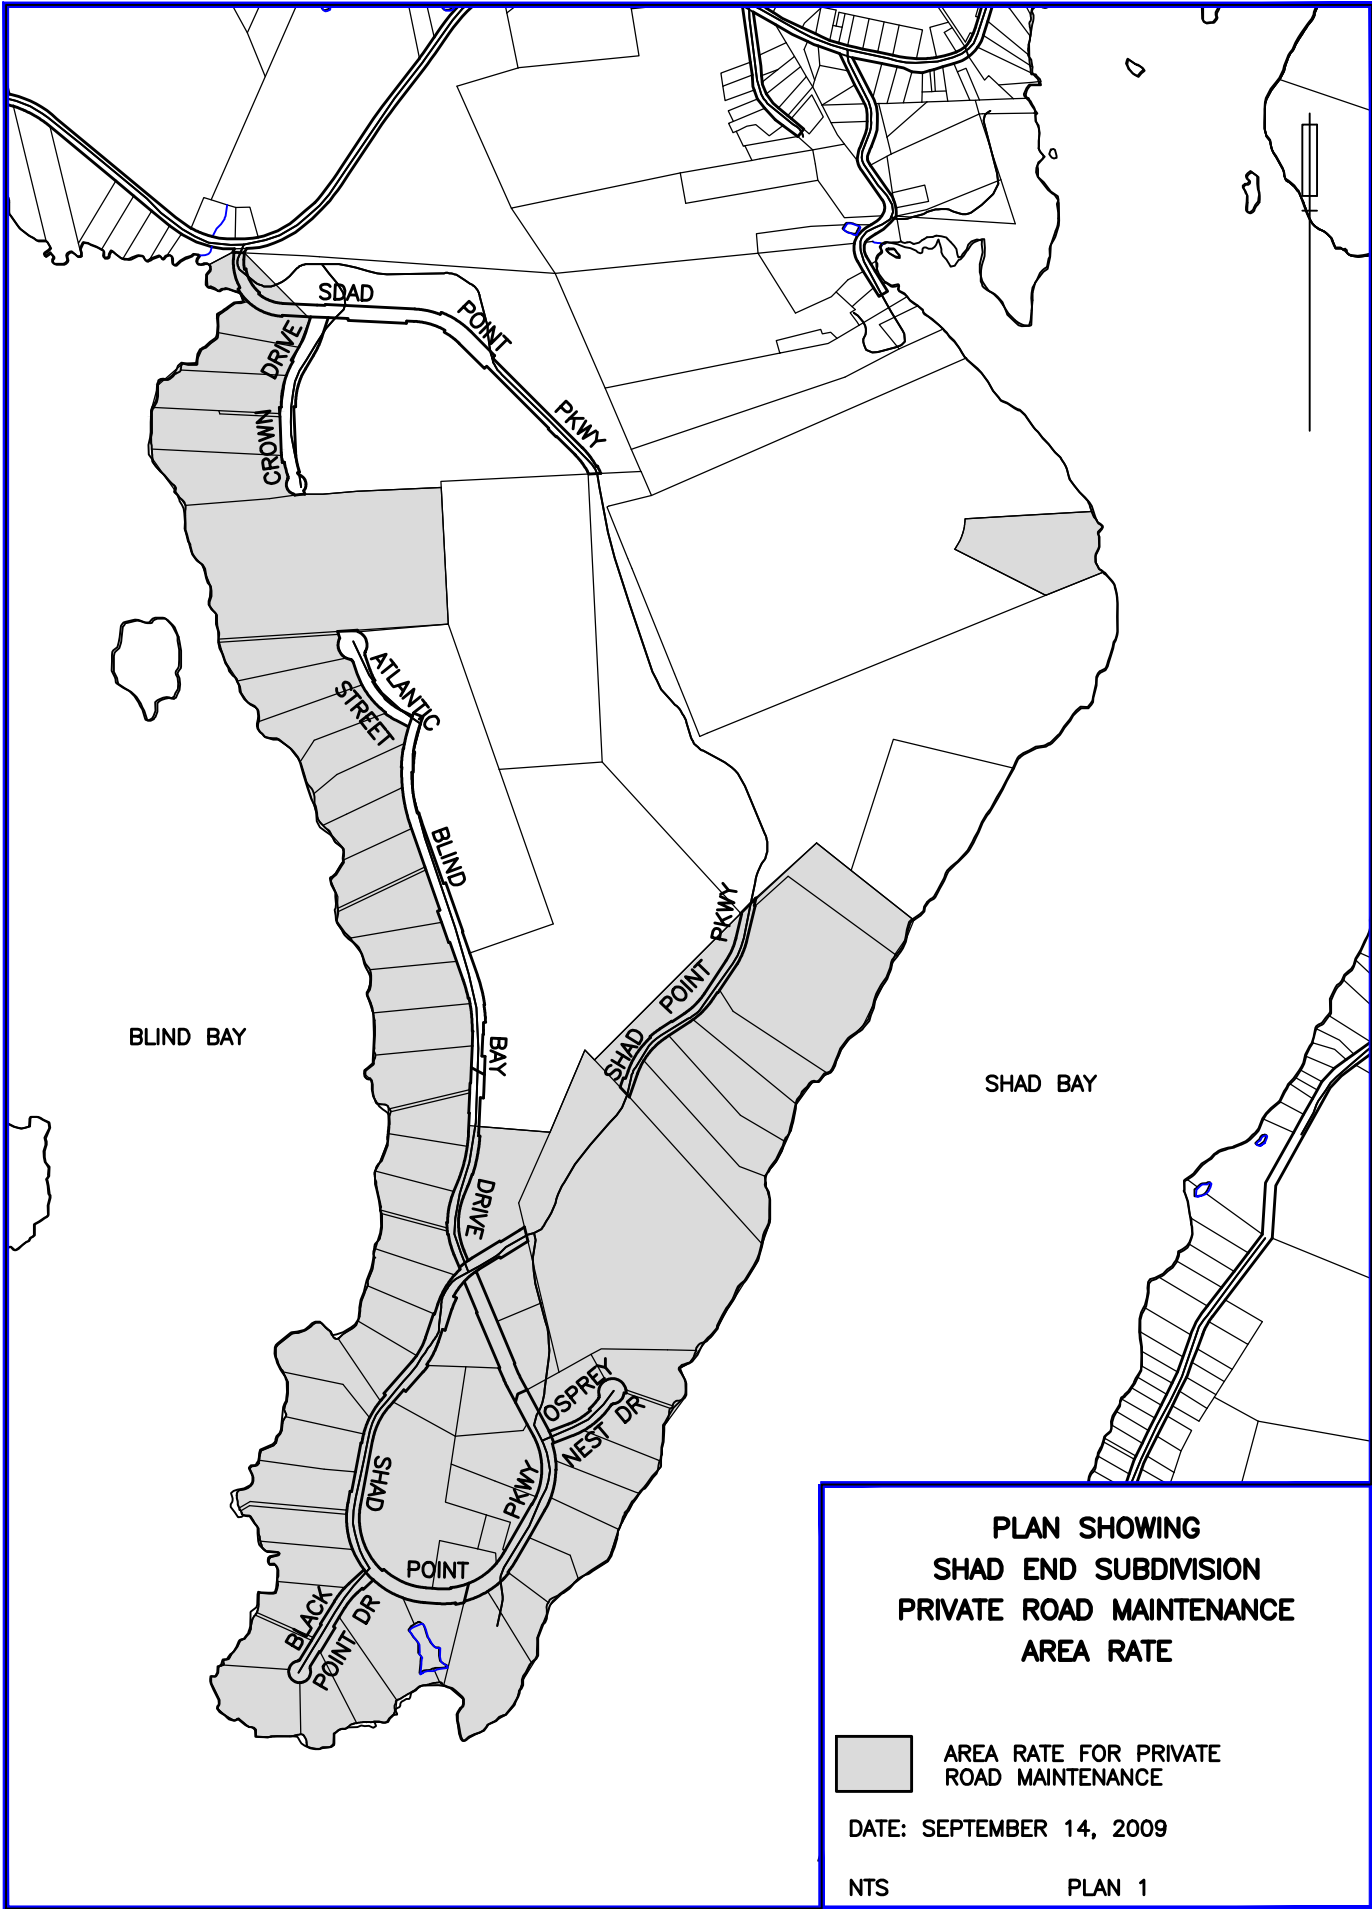 SDAD POINT PKWY
CROWN DRIVE
ATLANTIC
STREET
BLIND BAY DRIVE
SHAD POINT PKWY
BLIND BAY
SHAD BAY
OSPREY
NEST DR
SHAD POINT PKWY
BLACK
POINT DR
PLAN SHOWING
SHAD END SUBDIVISION
PRIVATE ROAD MAINTENANCE
AREA RATE
AREA RATE FOR PRIVATE
ROAD MAINTENANCE
DATE: SEPTEMBER 14, 2009
NTS PLAN 1